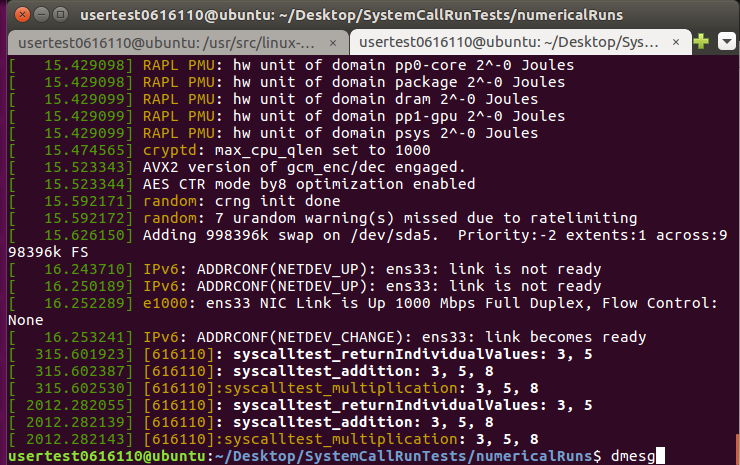 usertest0616110@ubuntu: ~/Desktop/SystemCallRunTests/numericalRuns
usertest0616110@ubuntu: /usr/src/linux-... × usertest0616110@ubuntu: ~/Desktop/Sys... ×
[   15.429098] RAPL PMU: hw unit of domain pp0-core 2^-0 Joules
[   15.429098] RAPL PMU: hw unit of domain package 2^-0 Joules
[   15.429099] RAPL PMU: hw unit of domain dram 2^-0 Joules
[   15.429099] RAPL PMU: hw unit of domain pp1-gpu 2^-0 Joules
[   15.429099] RAPL PMU: hw unit of domain psys 2^-0 Joules
[   15.474565] cryptd: max_cpu_qlen set to 1000
[   15.523343] AVX2 version of gcm_enc/dec engaged.
[   15.523344] AES CTR mode by8 optimization enabled
[   15.592171] random: crng init done
[   15.592172] random: 7 urandom warning(s) missed due to ratelimiting
[   15.626150] Adding 998396k swap on /dev/sda5.  Priority:-2 extents:1 across:9
98396k FS
[   16.243710] IPv6: ADDRCONF(NETDEV_UP): ens33: link is not ready
[   16.250189] IPv6: ADDRCONF(NETDEV_UP): ens33: link is not ready
[   16.252289] e1000: ens33 NIC Link is Up 1000 Mbps Full Duplex, Flow Control:
None
[   16.253241] IPv6: ADDRCONF(NETDEV_CHANGE): ens33: link becomes ready
[  315.601923] [616110]: syscalltest_returnIndividualValues: 3, 5
[  315.602387] [616110]: syscalltest_addition: 3, 5, 8
[  315.602530] [616110]:syscalltest_multiplication: 3, 5, 8
[ 2012.282055] [616110]: syscalltest_returnIndividualValues: 3, 5
[ 2012.282139] [616110]: syscalltest_addition: 3, 5, 8
[ 2012.282143] [616110]:syscalltest_multiplication: 3, 5, 8
usertest0616110@ubuntu:~/Desktop/SystemCallRunTests/numericalRuns$ dmesg